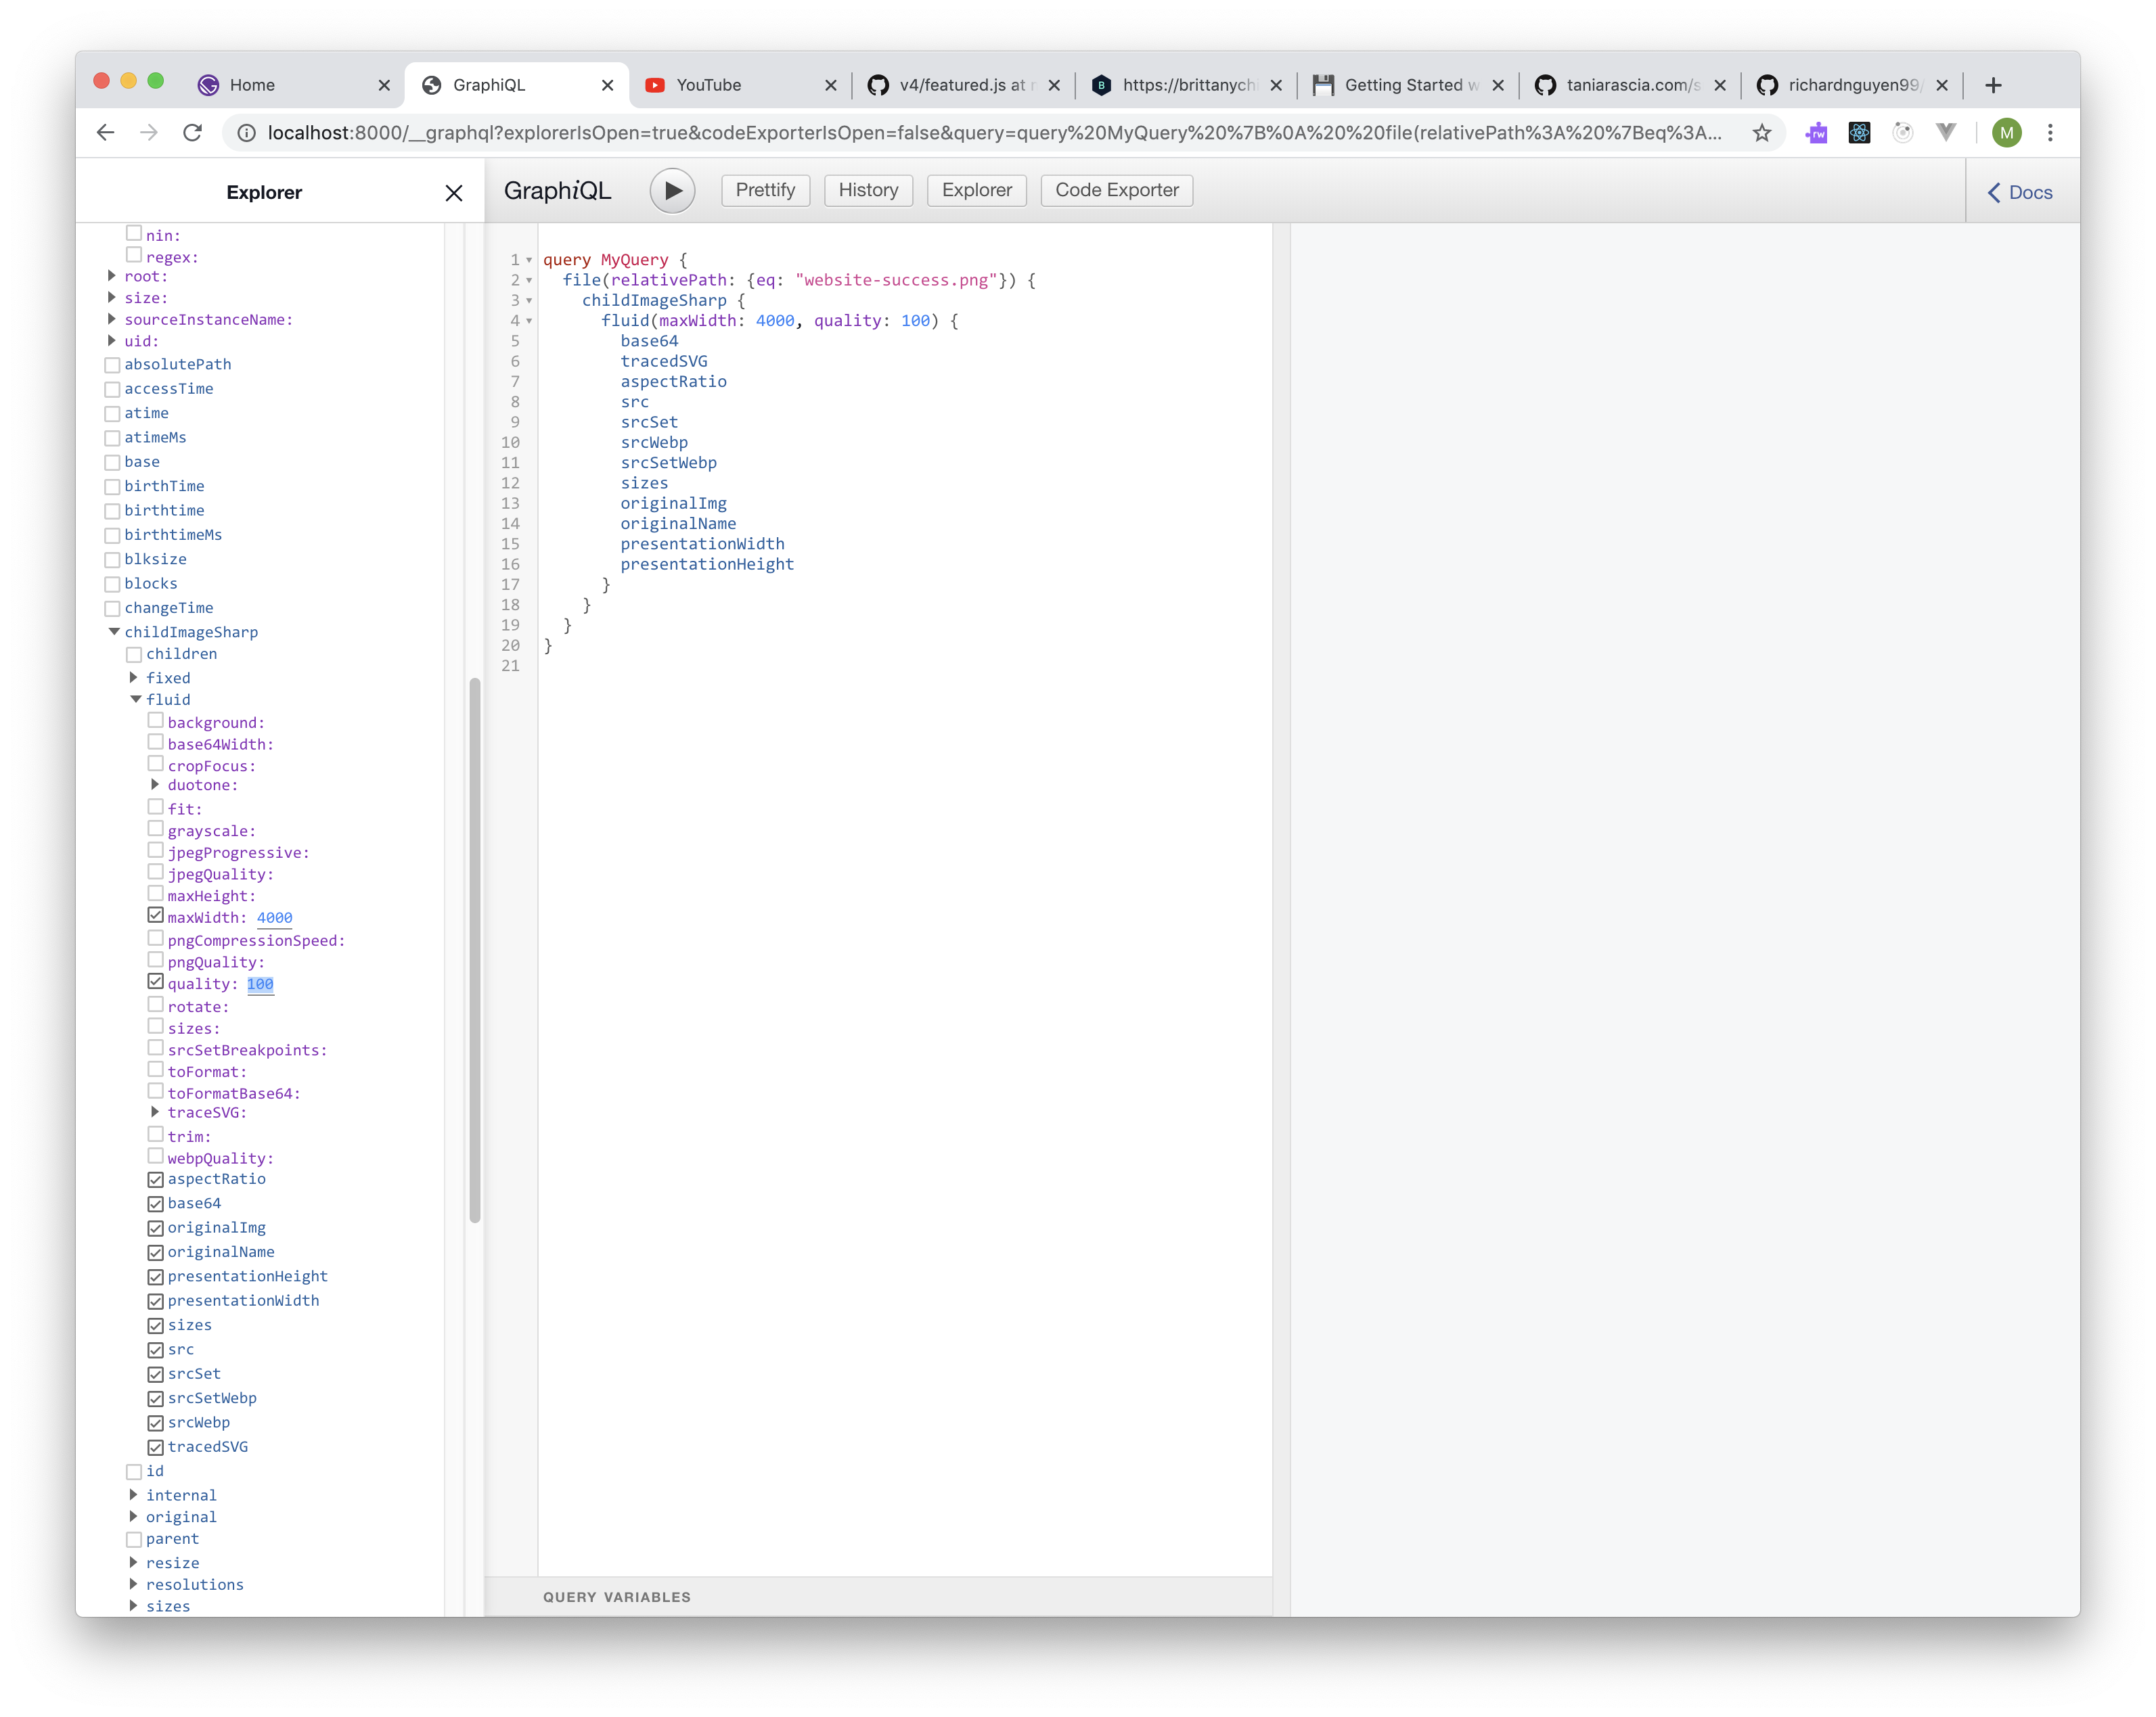 Home
GraphiQL
YouTube
v4/featured.js at
https://brittanych
Getting Started w
taniarascia.com/s
richardnguyen99/
localhost:8000/__graphql?explorerIsOpen=true&codeExporterIsOpen=false&query=query%20MyQuery%20%7B%0A%20%20file(relativePath%3A%20%7Beq%3A...
rw
M
Explorer
GraphiQL
Prettify
History
Explorer
Code Exporter
Docs
nin:
regex:
root:
size:
sourceInstanceName:
uid:
absolutePath
accessTime
atime
atimeMs
base
birthTime
birthtime
birthtimeMs
blksize
blocks
changeTime
childImageSharp
children
fixed
fluid
background:
base64Width:
cropFocus:
duotone:
fit:
grayscale:
jpegProgressive:
jpegQuality:
maxHeight:
maxWidth: 4000
pngCompressionSpeed:
pngQuality:
quality: 100
rotate:
sizes:
srcSetBreakpoints:
toFormat:
toFormatBase64:
traceSVG:
trim:
webpQuality:
aspectRatio
base64
originalImg
originalName
presentationHeight
presentationWidth
sizes
src
srcSet
srcSetWebp
srcWebp
tracedSVG
id
internal
original
parent
resize
resolutions
sizes
1 query MyQuery {
2 file(relativePath: {eq: "website-success.png"}) {
3 childImageSharp {
4 fluid(maxWidth: 4000, quality: 100) {
5 base64
6 tracedSVG
7 aspectRatio
8 src
9 srcSet
10 srcWebp
11 srcSetWebp
12 sizes
13 originalImg
14 originalName
15 presentationWidth
16 presentationHeight
17 }
18 }
19 }
20 }
21
QUERY VARIABLES